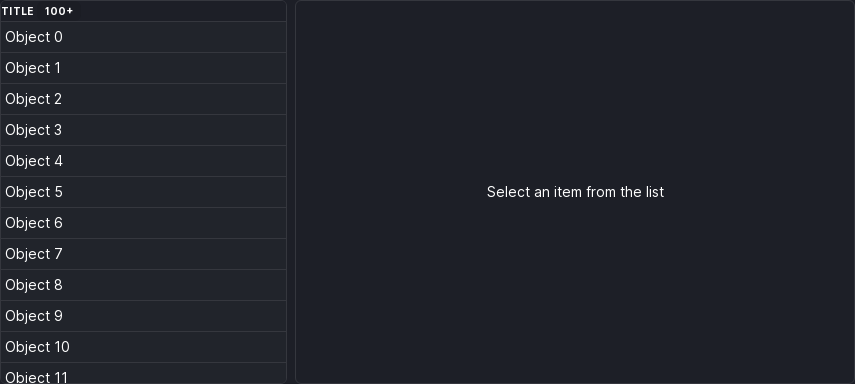 TITLE 100+
Object 0
Object 1
Object 2
Object 3
Object 4
Object 5
Object 6
Object 7
Object 8
Object 9
Object 10
Object 11
Select an item from the list